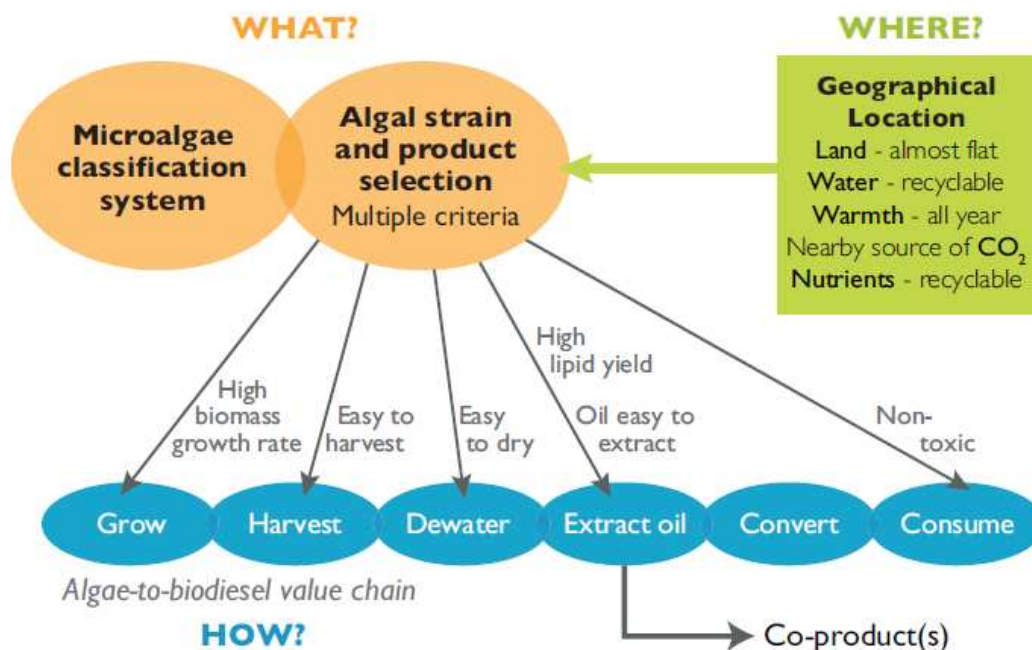 WHAT?
WHERE?
Microalgae
classification
system
Algal strain
and product
selection
Multiple criteria
Geographical
Location
Land - almost flat
Water - recyclable
Warmth - all year
Nearby source of CO₂
Nutrients - recyclable
High
biomass
growth rate
Easy to
harvest
Easy
to dry
High
lipid yield
Oil easy to
extract
Non-
toxic
Grow
Harvest
Dewater
Extract oil
Convert
Consume
Algae-to-biodiesel value chain
HOW?
Co-product(s)